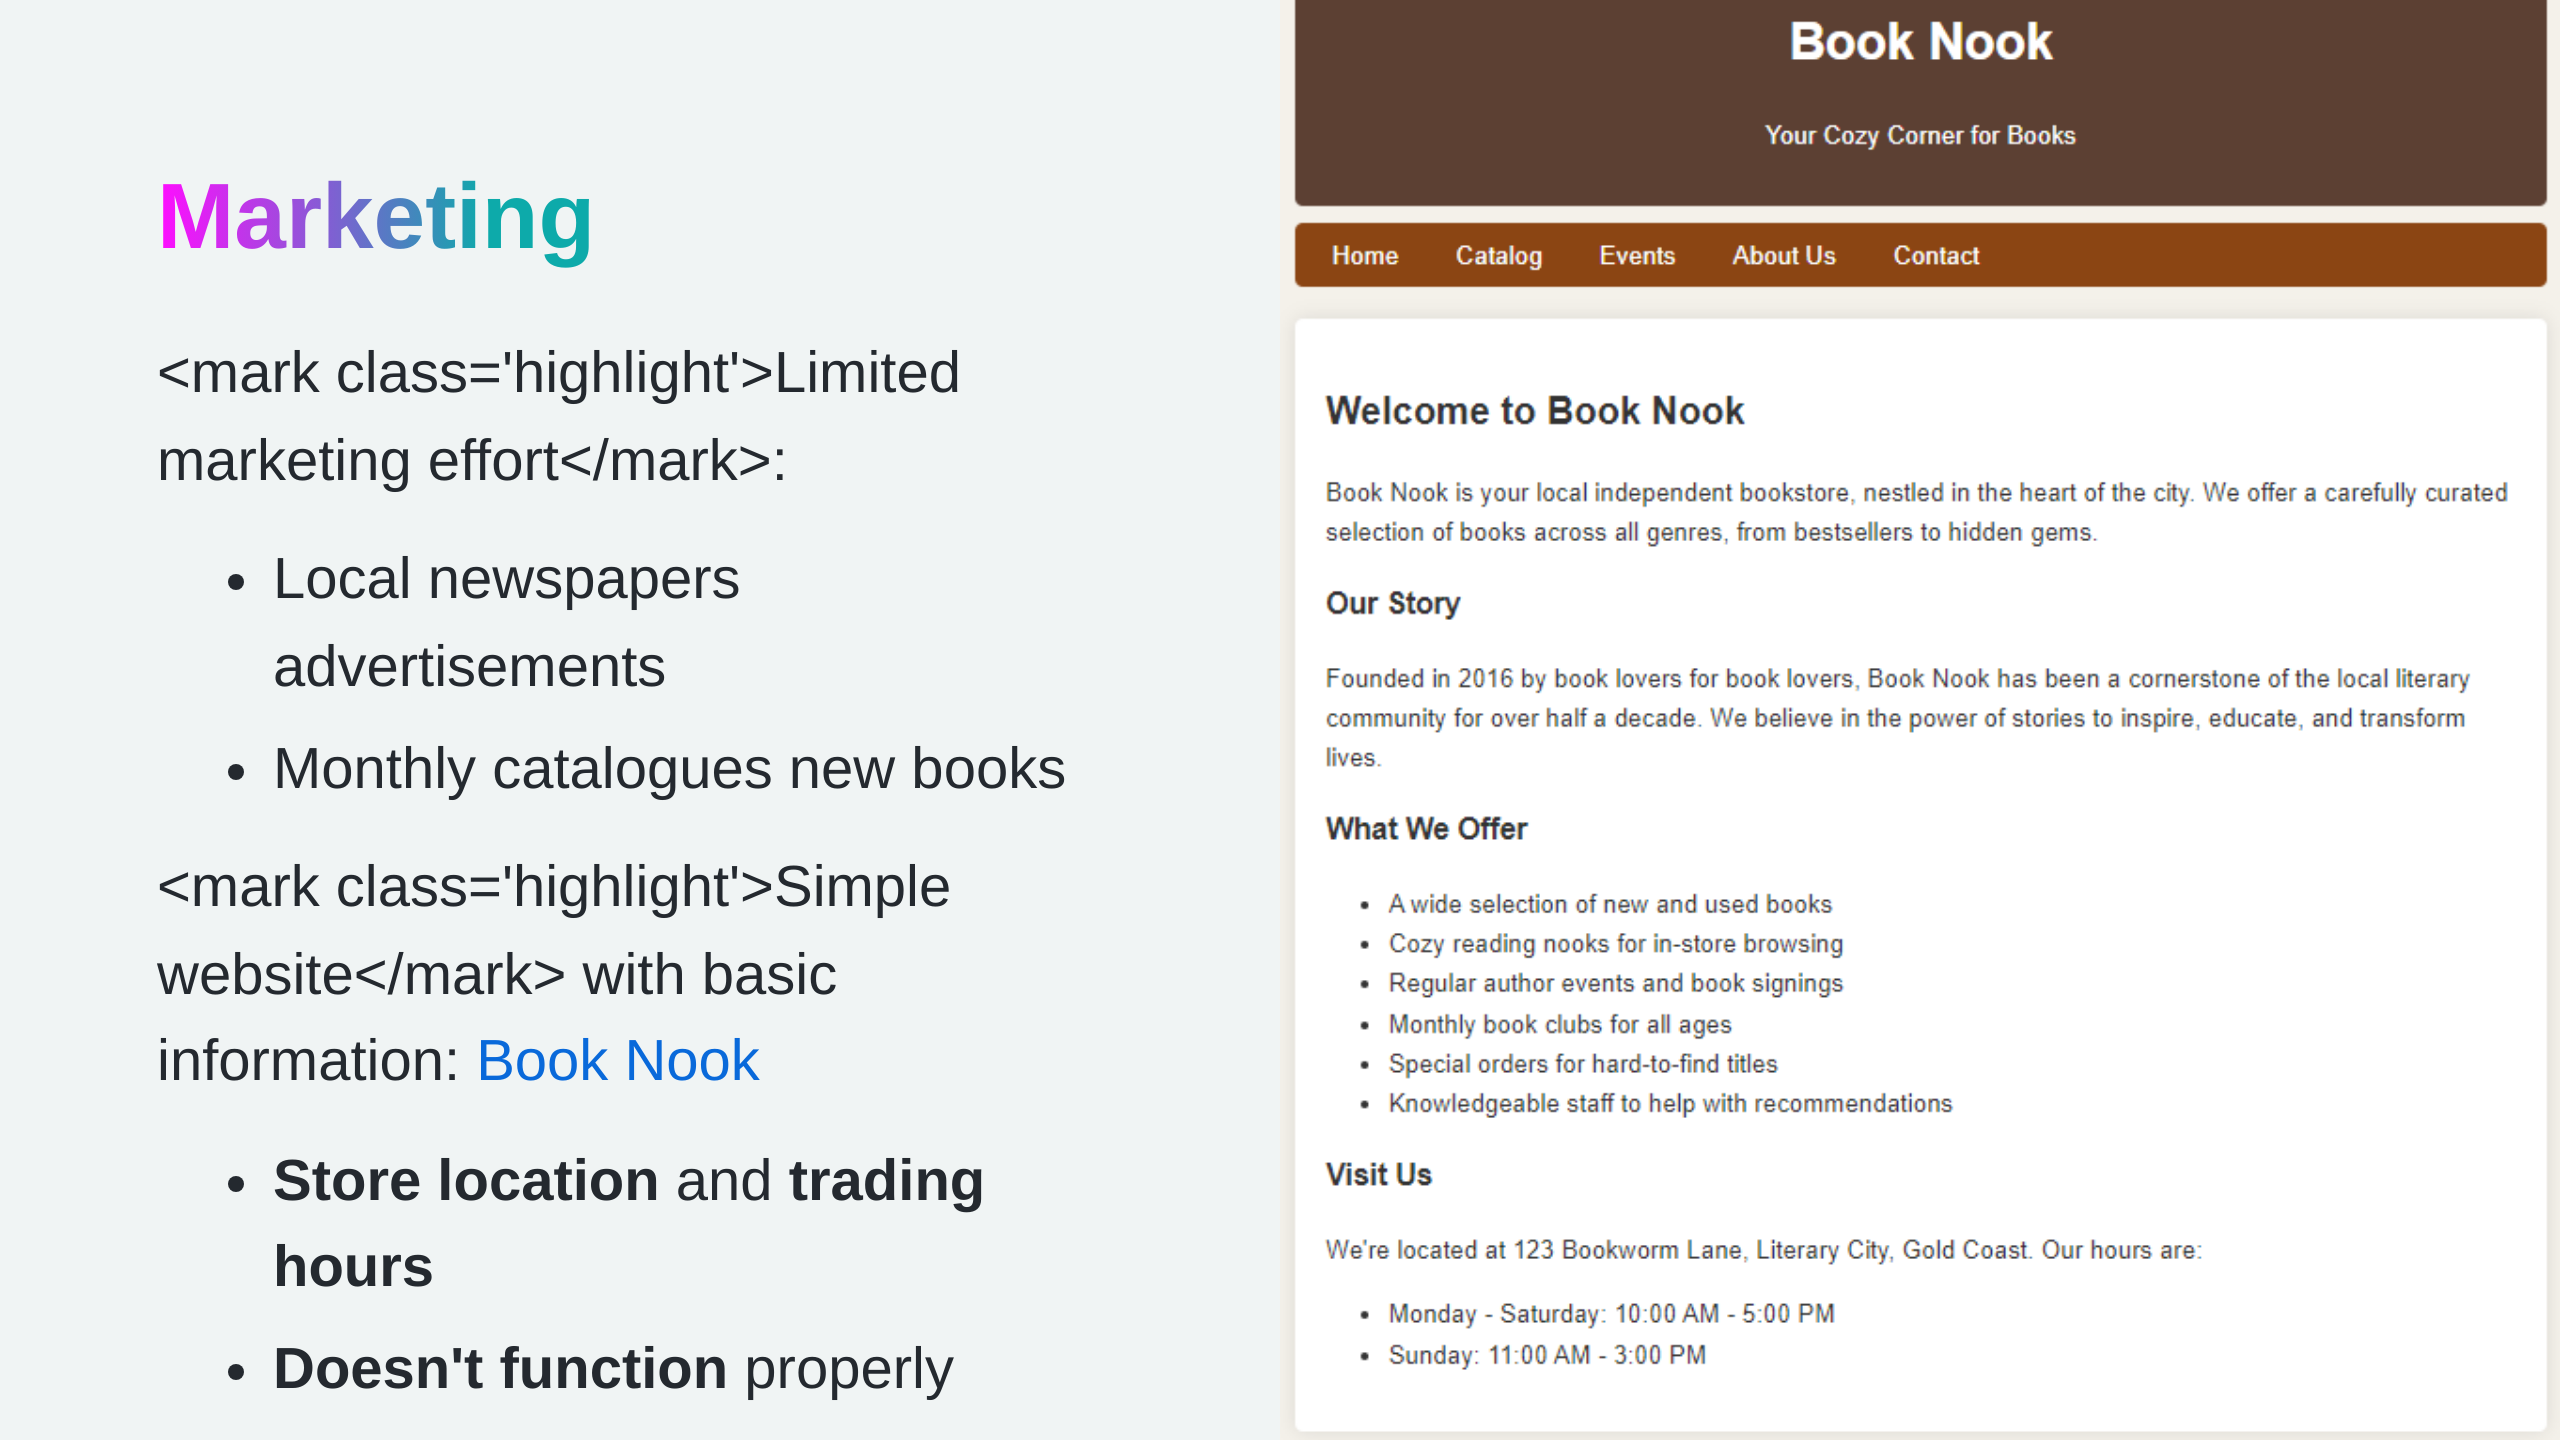 Marketing
<mark class='highlight'>Limited
marketing effort</mark>:
• Local newspapers
advertisements
• Monthly catalogues new books
<mark class='highlight'>Simple
website</mark> with basic
information: Book Nook
• Store location and trading
hours
• Doesn't function properly
Book Nook
Your Cozy Corner for Books
Home Catalog Events About Us Contact
Welcome to Book Nook
Book Nook is your local independent bookstore, nestled in the heart of the city. We offer a carefully curated
selection of books across all genres, from bestsellers to hidden gems.
Our Story
Founded in 2016 by book lovers for book lovers, Book Nook has been a cornerstone of the local literary
community for over half a decade. We believe in the power of stories to inspire, educate, and transform
lives.
What We Offer
• A wide selection of new and used books
• Cozy reading nooks for in-store browsing
• Regular author events and book signings
• Monthly book clubs for all ages
• Special orders for hard-to-find titles
• Knowledgeable staff to help with recommendations
Visit Us
We're located at 123 Bookworm Lane, Literary City, Gold Coast. Our hours are:
• Monday - Saturday: 10:00 AM - 5:00 PM
• Sunday: 11:00 AM - 3:00 PM